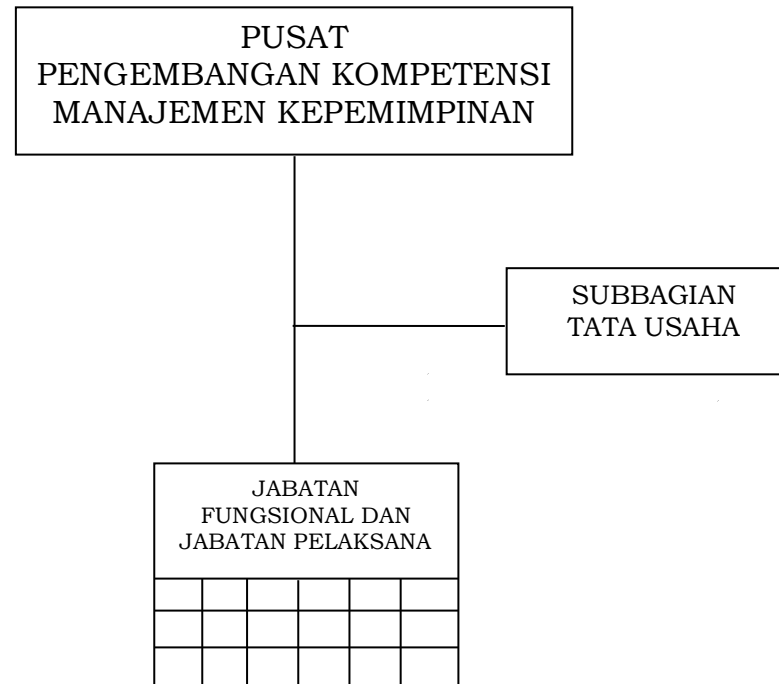 PUSAT
PENGEMBANGAN KOMPETENSI
MANAJEMEN KEPEMIMPINAN
SUBBAGIAN
TATA USAHA
JABATAN
FUNGSIONAL DAN
JABATAN PELAKSANA